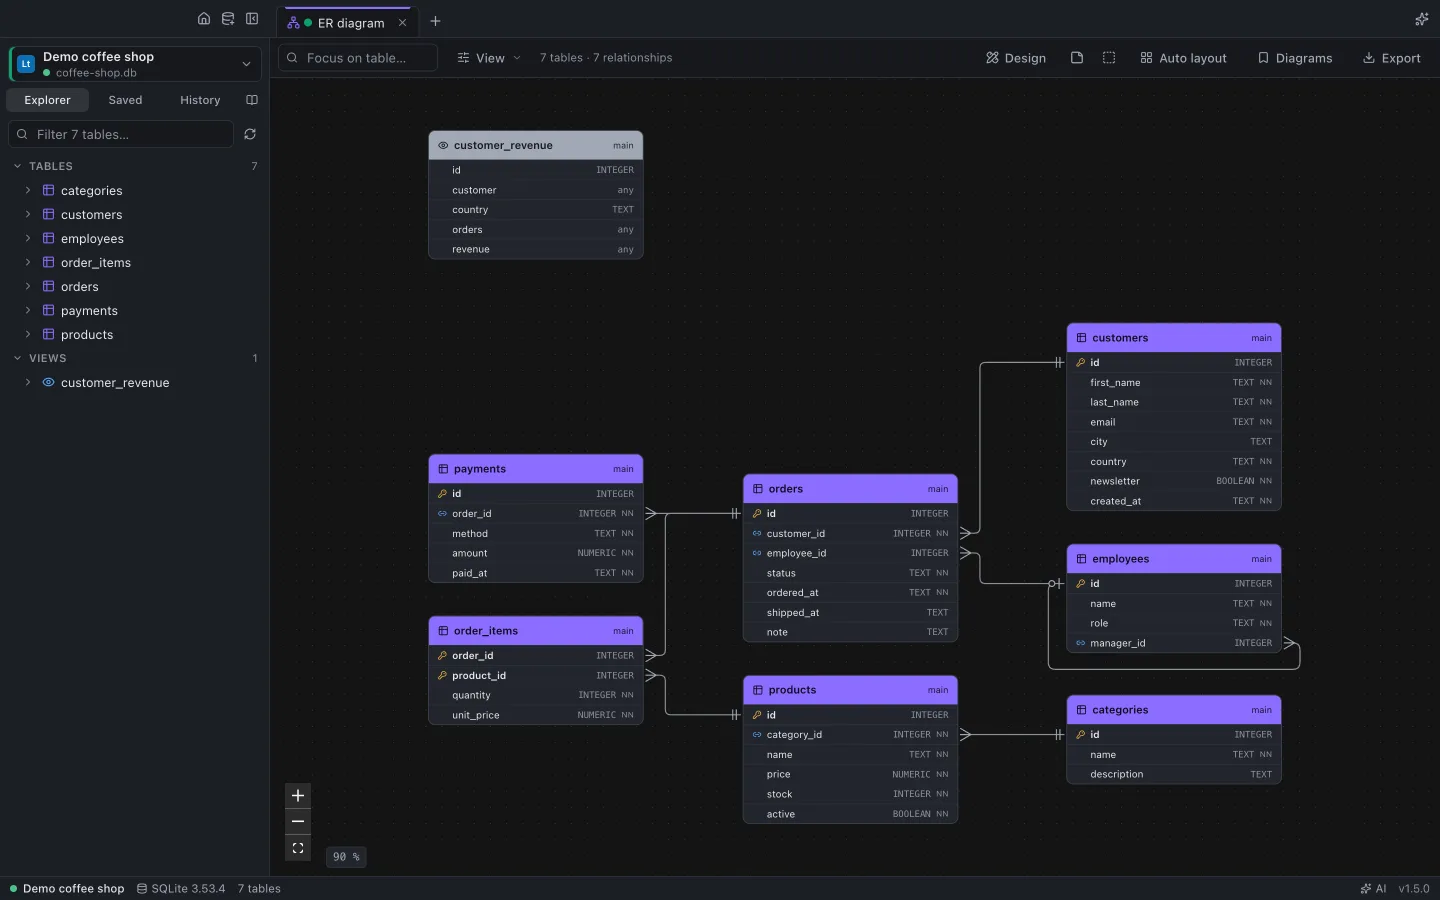 ER diagram
Lt
Demo coffee shop
coffee-shop.db
Explorer
Saved
History
Filter 7 tables...
TABLES
7
categories
customers
employees
order_items
orders
payments
products
VIEWS
1
customer_revenue
Focus on table...
View
7 tables · 7 relationships
Design
Auto layout
Diagrams
Export
customer_revenue main
id INTEGER
customer any
country TEXT
orders any
revenue any
payments main
id INTEGER
order_id INTEGER NN
method TEXT NN
amount NUMERIC NN
paid_at TEXT NN
order_items main
order_id INTEGER
product_id INTEGER
quantity INTEGER NN
unit_price NUMERIC NN
orders main
id INTEGER
customer_id INTEGER NN
employee_id INTEGER
status TEXT NN
ordered_at TEXT NN
shipped_at TEXT
note TEXT
products main
id INTEGER
category_id INTEGER NN
name TEXT NN
price NUMERIC NN
stock INTEGER NN
active BOOLEAN NN
customers main
id INTEGER
first_name TEXT NN
last_name TEXT NN
email TEXT NN
city TEXT
country TEXT NN
newsletter BOOLEAN NN
created_at TEXT NN
employees main
id INTEGER
name TEXT NN
role TEXT NN
manager_id INTEGER
categories main
id INTEGER
name TEXT NN
description TEXT
90 %
Demo coffee shop
SQLite 3.53.4
7 tables
AI
v1.5.0